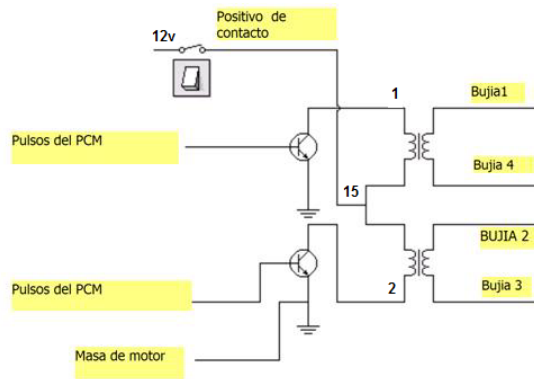 Positivo de
contacto
12v
1
Bujia1
Pulsos del PCM
Bujia 4
15
BUJIA 2
Pulsos del PCM
2
Bujia 3
Masa de motor